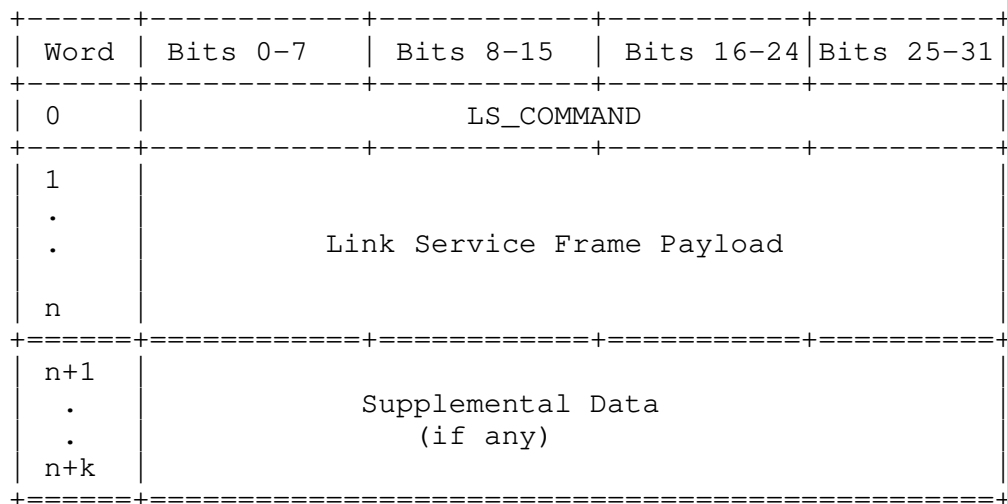 +------+------------+------------+-----------+----------+
| Word | Bits 0-7   | Bits 8-15  | Bits 16-24|Bits 25-31|
+------+------------+------------+-----------+----------+
| 0    |                  LS_COMMAND                    |
+------+------------+------------+-----------+----------+
| 1    |                                                |
| .    |                                                |
| .    |          Link Service Frame Payload            |
|      |                                                |
| n    |                                                |
+======+============+============+===========+==========+
| n+1  |                                                |
|  .   |            Supplemental Data                   |
|  .   |               (if any)                         |
| n+k  |                                                |
+======+================================================+